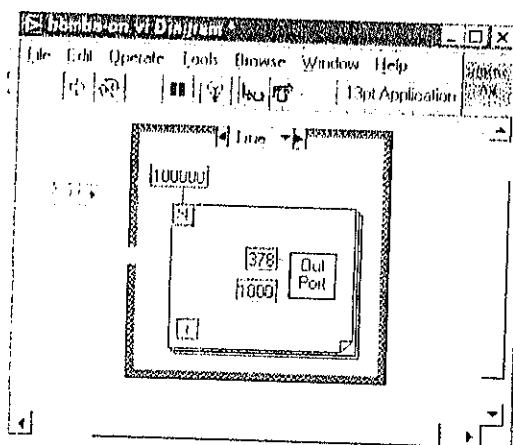 File Edit Operate Tools Browse Window Help
13pt Application
True
100000
N
378
Out
Port
1000
i